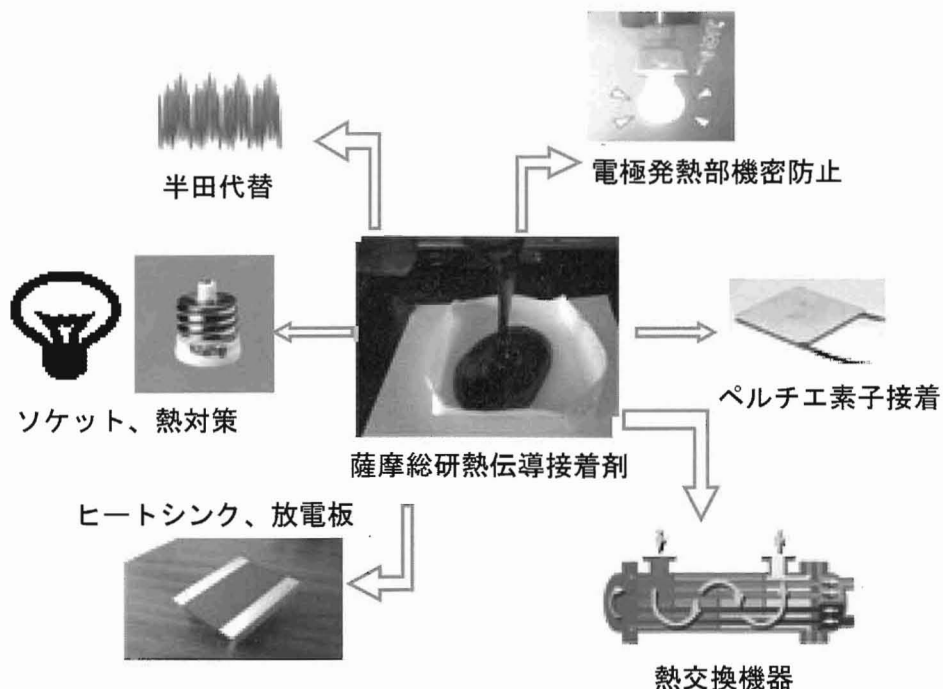 半田代替
電極発熱部機密防止
ソケット、熱対策
ペルチエ素子接着
薩摩総研熱伝導接着剤
ヒートシンク、放電板
熱交換機器